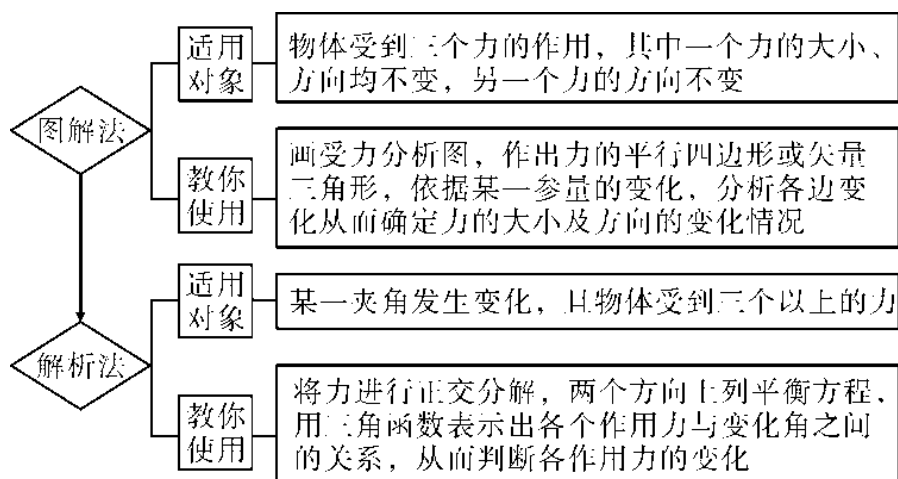 适用
对象
物体受到三个力的作用，其中一个力的大小、
方向均不变，另一个力的方向不变
图解法
教你
使用
画受力分析图，作出力的平行四边形或矢量
三角形，依据某一参量的变化，分析各边变
化从而确定力的大小及方向的变化情况
适用
对象
某一夹角发生变化，且物体受到三个以上的力
解析法
教你
使用
将力进行正交分解，两个方向上列平衡方程，
用三角函数表示出各个作用力与变化角之间
的关系，从而判断各作用力的变化